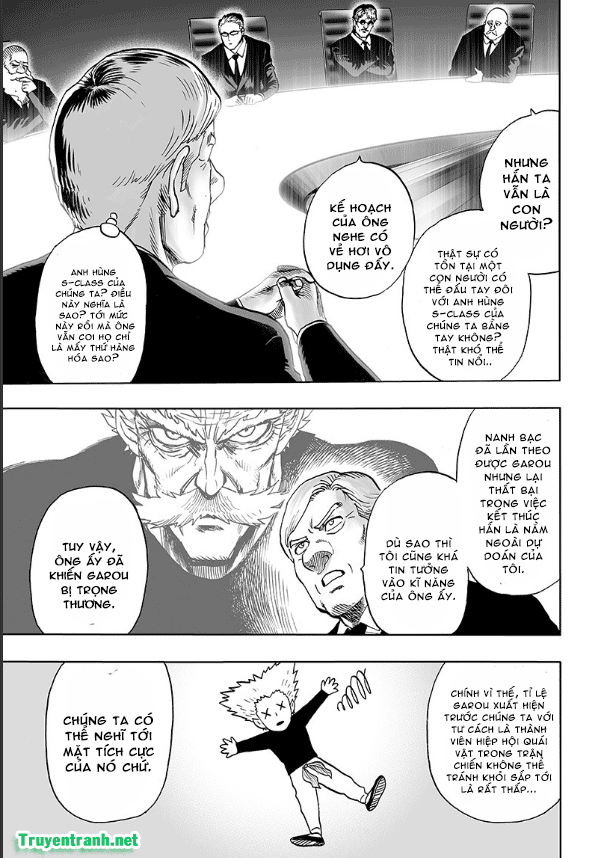 NHƯNG
HẮN TA
VẪN LÀ
CON
NGƯỜI?
THẬT SỰ CÓ
TỒN TẠI MỘT
CON NGƯỜI CÓ
THỂ ĐẤU TAY ĐÔI
VỚI ANH HÙNG
S-CLASS CỦA
CHÚNG TA BẰNG
TAY KHÔNG?
THẬT KHÓ THỂ
TIN NỔI..
KẾ HOẠCH
CỦA ÔNG
NGHE CÓ
VẺ HƠI VÔ
DỤNG ĐẤY.
ANH HÙNG
S-CLASS CỦA
CHÚNG TA? ĐIỀU
NÀY NGHĨA LÀ
SAO? TỚI MỨC
NÀY RỒI MÀ ÔNG
VẪN COI HỌ CHỈ
LÀ MẤY THỨ HÀNG
HÓA SAO?
NANH BẠC
ĐÃ LẦN THEO
ĐƯỢC GAROU
NHƯNG LẠI
THẤT BẠI
TRONG VIỆC
KẾT THÚC
HẮN LÀ NẰM
NGOÀI DỰ
DOÁN CỦA
TÔI.
DÙ SAO THÌ
TÔI CŨNG KHÁ
TIN TƯỞNG
VÀO KĨ NĂNG
CỦA ÔNG ẤY.
TUY VẬY,
ÔNG ẤY ĐÃ
KHIẾN GAROU
BỊ TRỌNG
THƯƠNG.
CHÍNH VÌ THẾ, TỈ LỆ
GAROU XUẤT HIỆN
TRƯỚC CHÚNG TA VỚI
TƯ CÁCH LÀ THÀNH
VIÊN HIỆP HỘI QUÁI
VẬT TRONG TRẬN
CHIẾN KHÔNG THỂ
TRÁNH KHỎI SẮP TỚI
LÀ RẤT THẤP...
CHÚNG TA CÓ
THỂ NGHĨ TỚI
MẶT TÍCH CỰC
CỦA NÓ CHỨ.
Truyentranh.net